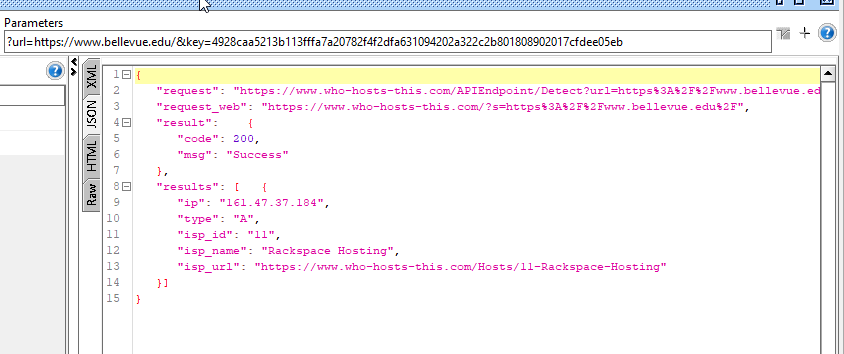 Parameters
?url=https://www.bellevue.edu/&key=4928caa5213b113fffa7a20782f4f2dfa631094202a322c2b801808902017cfdee05eb
XML
JSON
HTML
Raw
1 {
2 "request": "https://www.who-hosts-this.com/APIEndpoint/Detect?url=https%3A%2F%2Fwww.bellevue.ed
3 "request_web": "https://www.who-hosts-this.com/?s=https%3A%2F%2Fwww.bellevue.edu%2F",
4 "result": {
5 "code": 200,
6 "msg": "Success"
7 },
8 "results": [ {
9 "ip": "161.47.37.184",
10 "type": "A",
11 "isp_id": "11",
12 "isp_name": "Rackspace Hosting",
13 "isp_url": "https://www.who-hosts-this.com/Hosts/11-Rackspace-Hosting"
14 }]
15 }